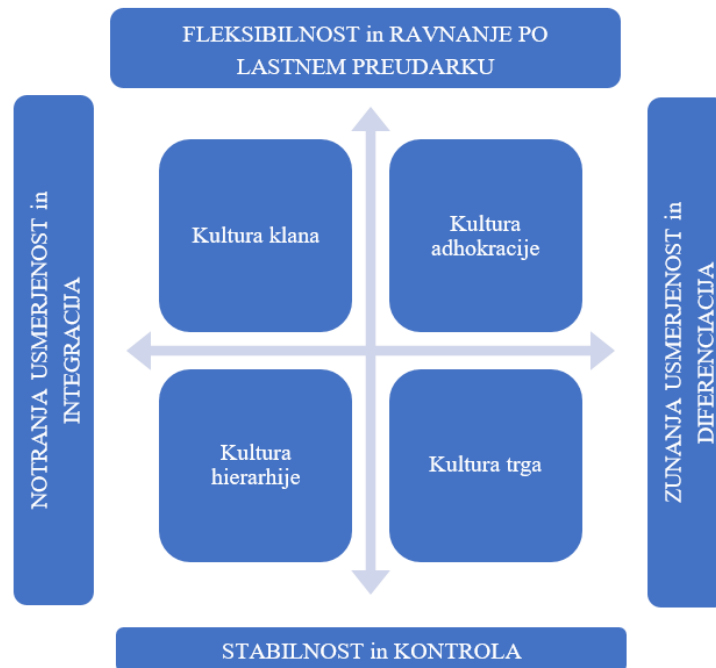 FLEKSIBILNOST in RAVNANJE PO
LASTNEM PREUDARKU
NOTRANJA USMERJENOST in
INTEGRACIJA
Kultura klana
Kultura
adhokracije
Kultura
hierarhije
Kultura trga
ZUNANJA USMERJENOST in
DIFERENCIACIJA
STABILNOST in KONTROLA